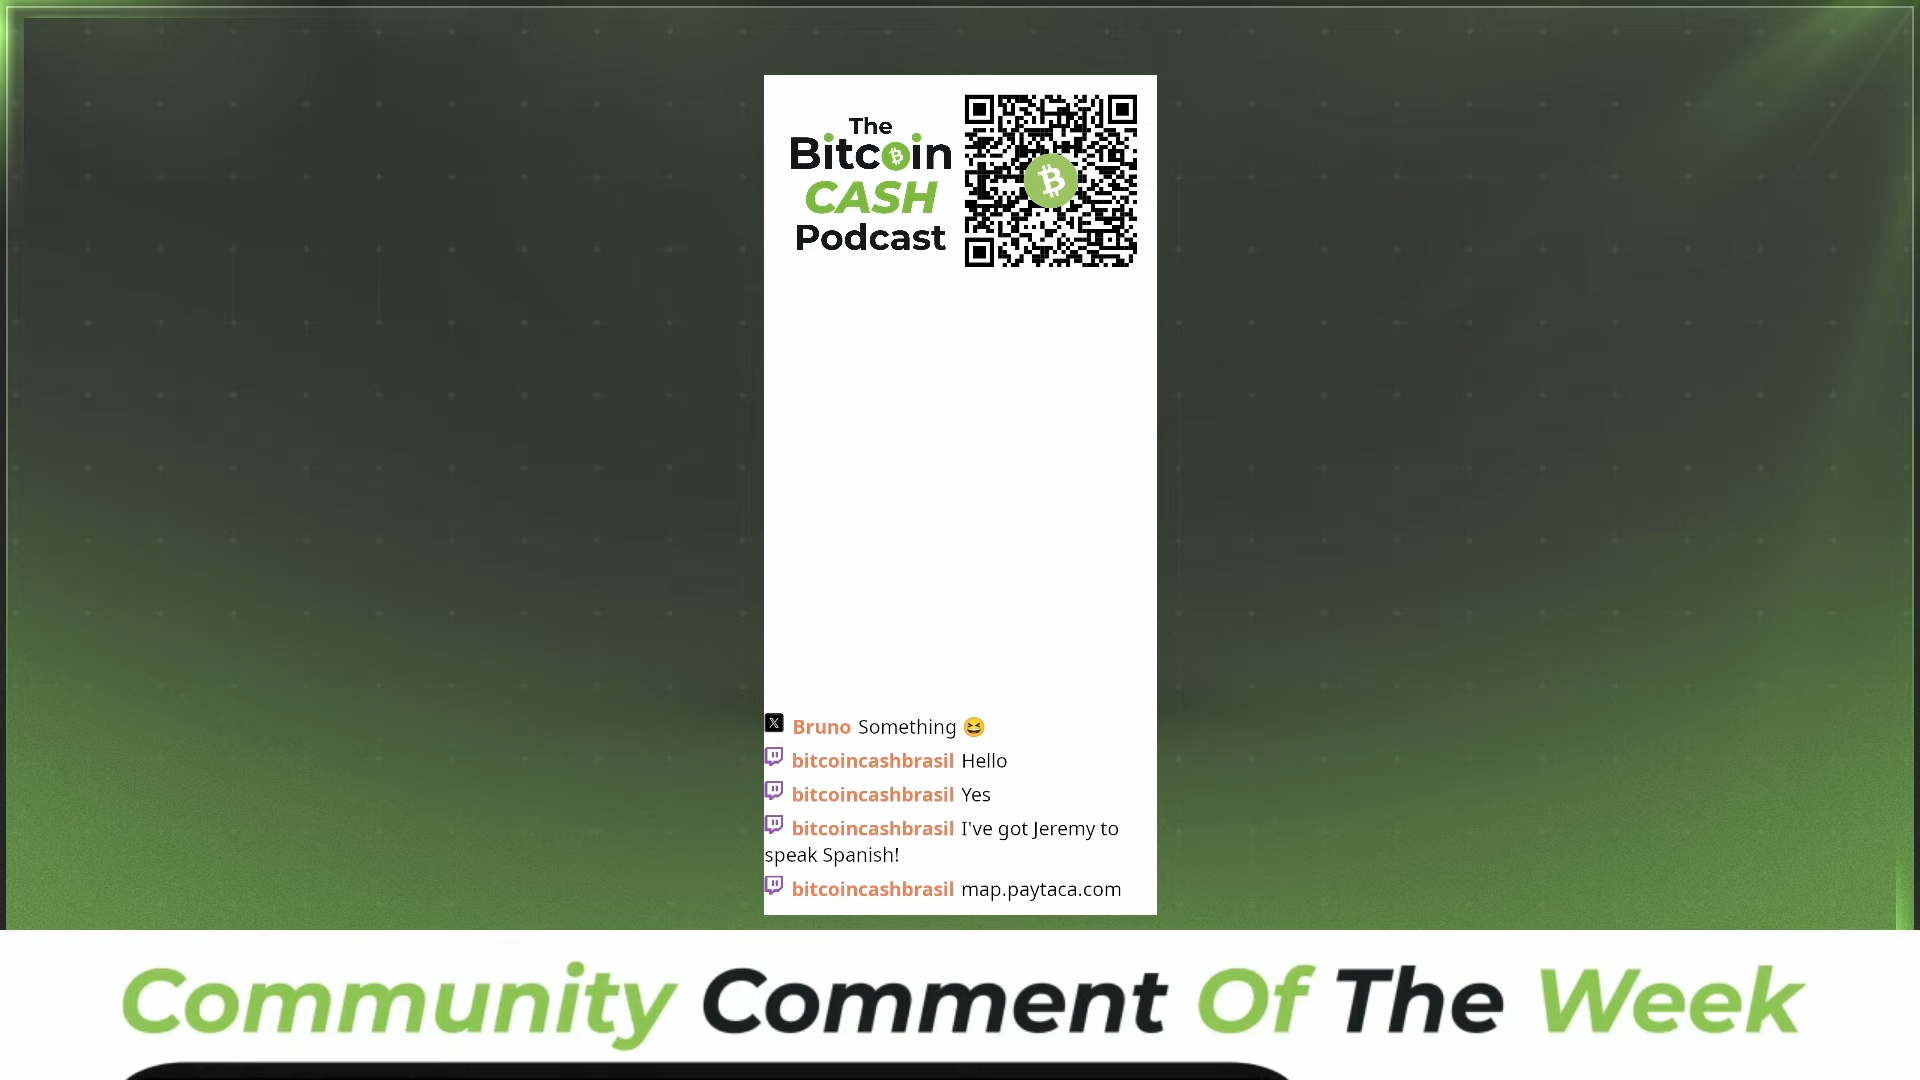 The
Bitcoin
CASH
Podcast
Bruno Something 😆
bitcoincashbrasil Hello
bitcoincashbrasil Yes
bitcoincashbrasil I've got Jeremy to
speak Spanish!
bitcoincashbrasil map.paytaca.com
Community Comment Of The Week